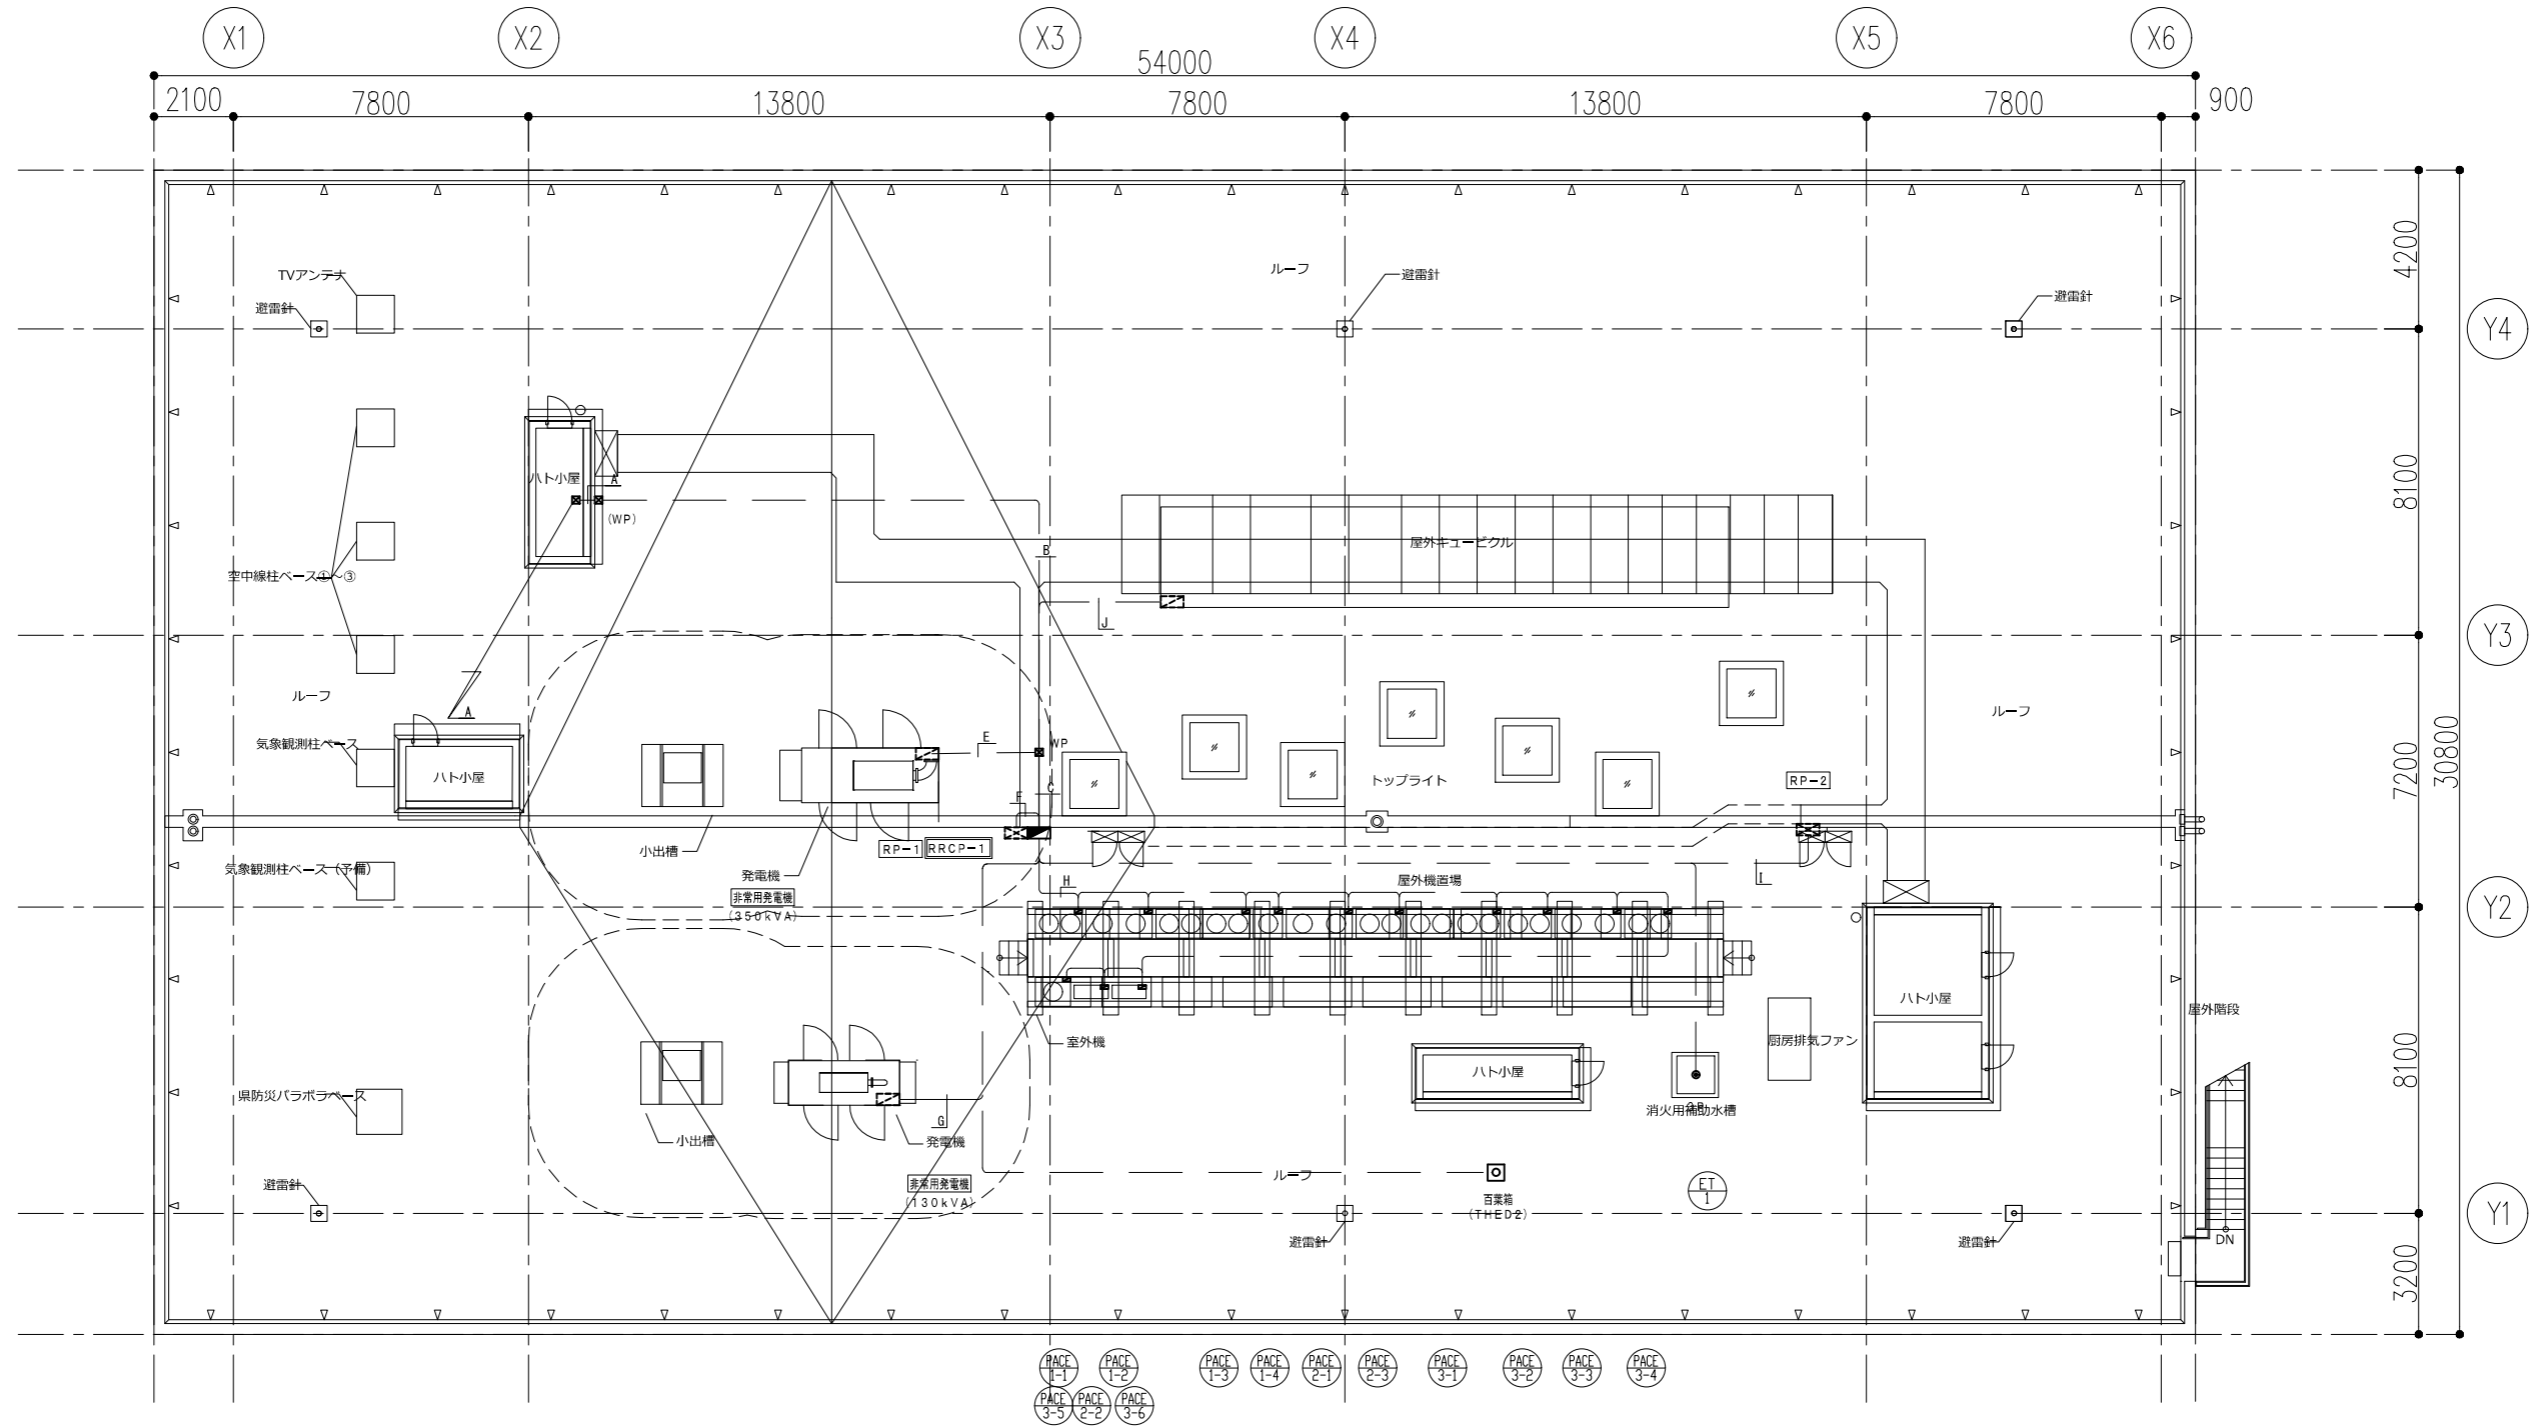 X1 X2 X3 X4 X5 X6
54000
2100 7800 13800 7800 13800 7800 900
4200
TVアンテナ
ルーフ
避雷針
避雷針
避雷針
Y4
ハト小屋
A
(WP)
8100
屋外キュービクル
B
空中線柱ベース①~③
J
Y3
ルーフ
A
ルーフ
気象観測柱ベース
E
WP
ハト小屋
トップライト
RP-2
7200
30800
C
F
小出槽
RP-1
RRCP-1
気象観測柱ベース(予備)
発電機
H
屋外機置場
I
非常用発電機
(350kVA)
Y2
ハト小屋
屋外階段
室外機
厨房排気ファン
ハト小屋
8100
県防災パラボラベース
G
消火用補助水槽
小出槽
発電機
ルーフ
避雷針
非常用発電機
(130kVA)
百葉箱
(THED2)
ET
1
Y1
避雷針
避雷針
DN
3200
PACE
1-1
PACE
1-2
PACE
1-3
PACE
1-4
PACE
2-1
PACE
2-3
PACE
3-1
PACE
3-2
PACE
3-3
PACE
3-4
PACE
3-5
PACE
2-2
PACE
3-6